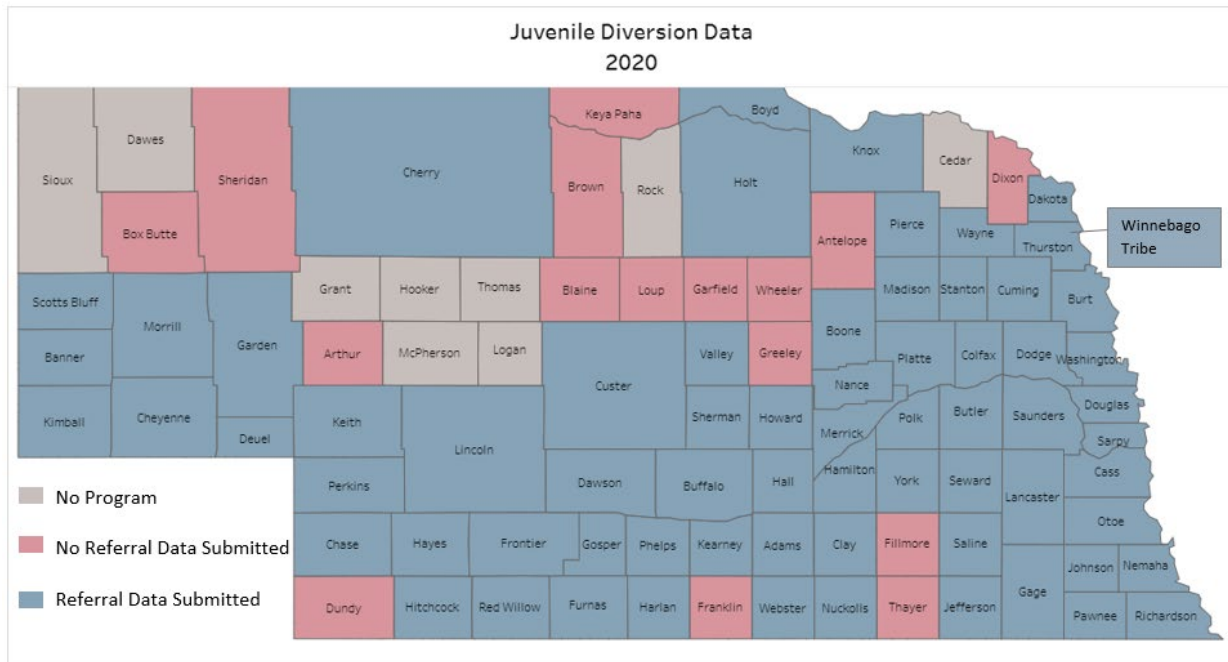 Juvenile Diversion Data
2020
Keya Paha
Boyd
Dawes
Knox
Cedar
Sioux
Sheridan
Cherry
Brown
Rock
Holt
Dixon
Dakota
Box Butte
Antelope
Pierce
Wayne
Thurston
Winnebago
Tribe
Grant
Hooker
Thomas
Blaine
Loup
Garfield
Wheeler
Madison
Stanton
Cuming
Burt
Scotts Bluff
Morrill
Garden
Boone
Banner
Arthur
McPherson
Logan
Valley
Greeley
Platte
Colfax
Dodge
Washington
Custer
Nance
Kimball
Cheyenne
Keith
Sherman
Howard
Polk
Butler
Saunders
Douglas
Deuel
Lincoln
Merrick
Sarpy
Hamilton
Cass
Perkins
Dawson
Buffalo
Hall
York
Seward
Lancaster
No Program
Otoe
Chase
Hayes
Frontier
Gosper
Phelps
Kearney
Adams
Clay
Fillmore
Saline
No Referral Data Submitted
Johnson
Nemaha
Gage
Referral Data Submitted
Dundy
Hitchcock
Red Willow
Furnas
Harlan
Franklin
Webster
Nuckolls
Thayer
Jefferson
Pawnee
Richardson